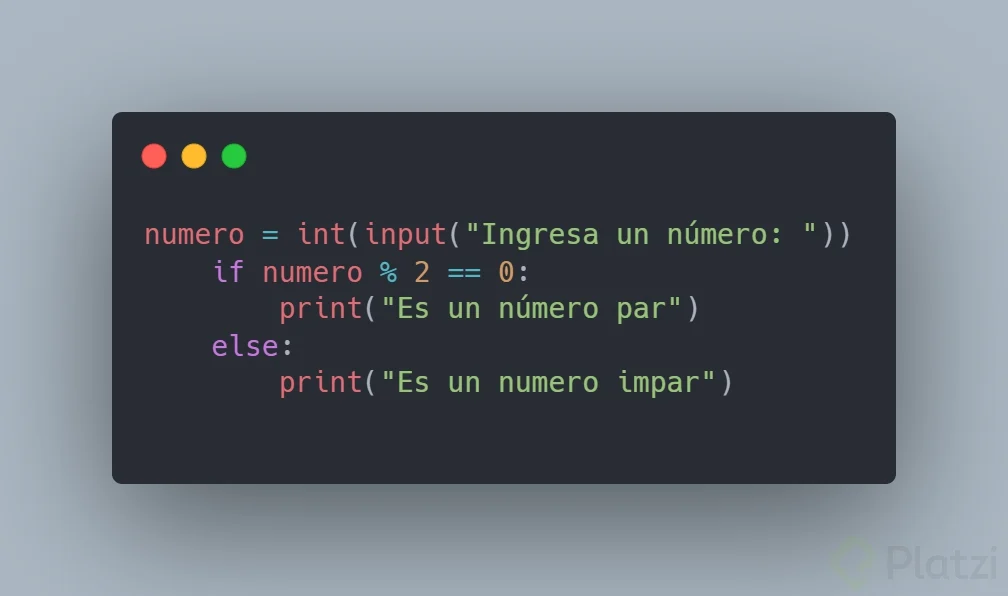 numero = int(input("Ingresa un número: "))
    if numero % 2 == 0:
        print("Es un número par")
    else:
        print("Es un numero impar")
Platzi